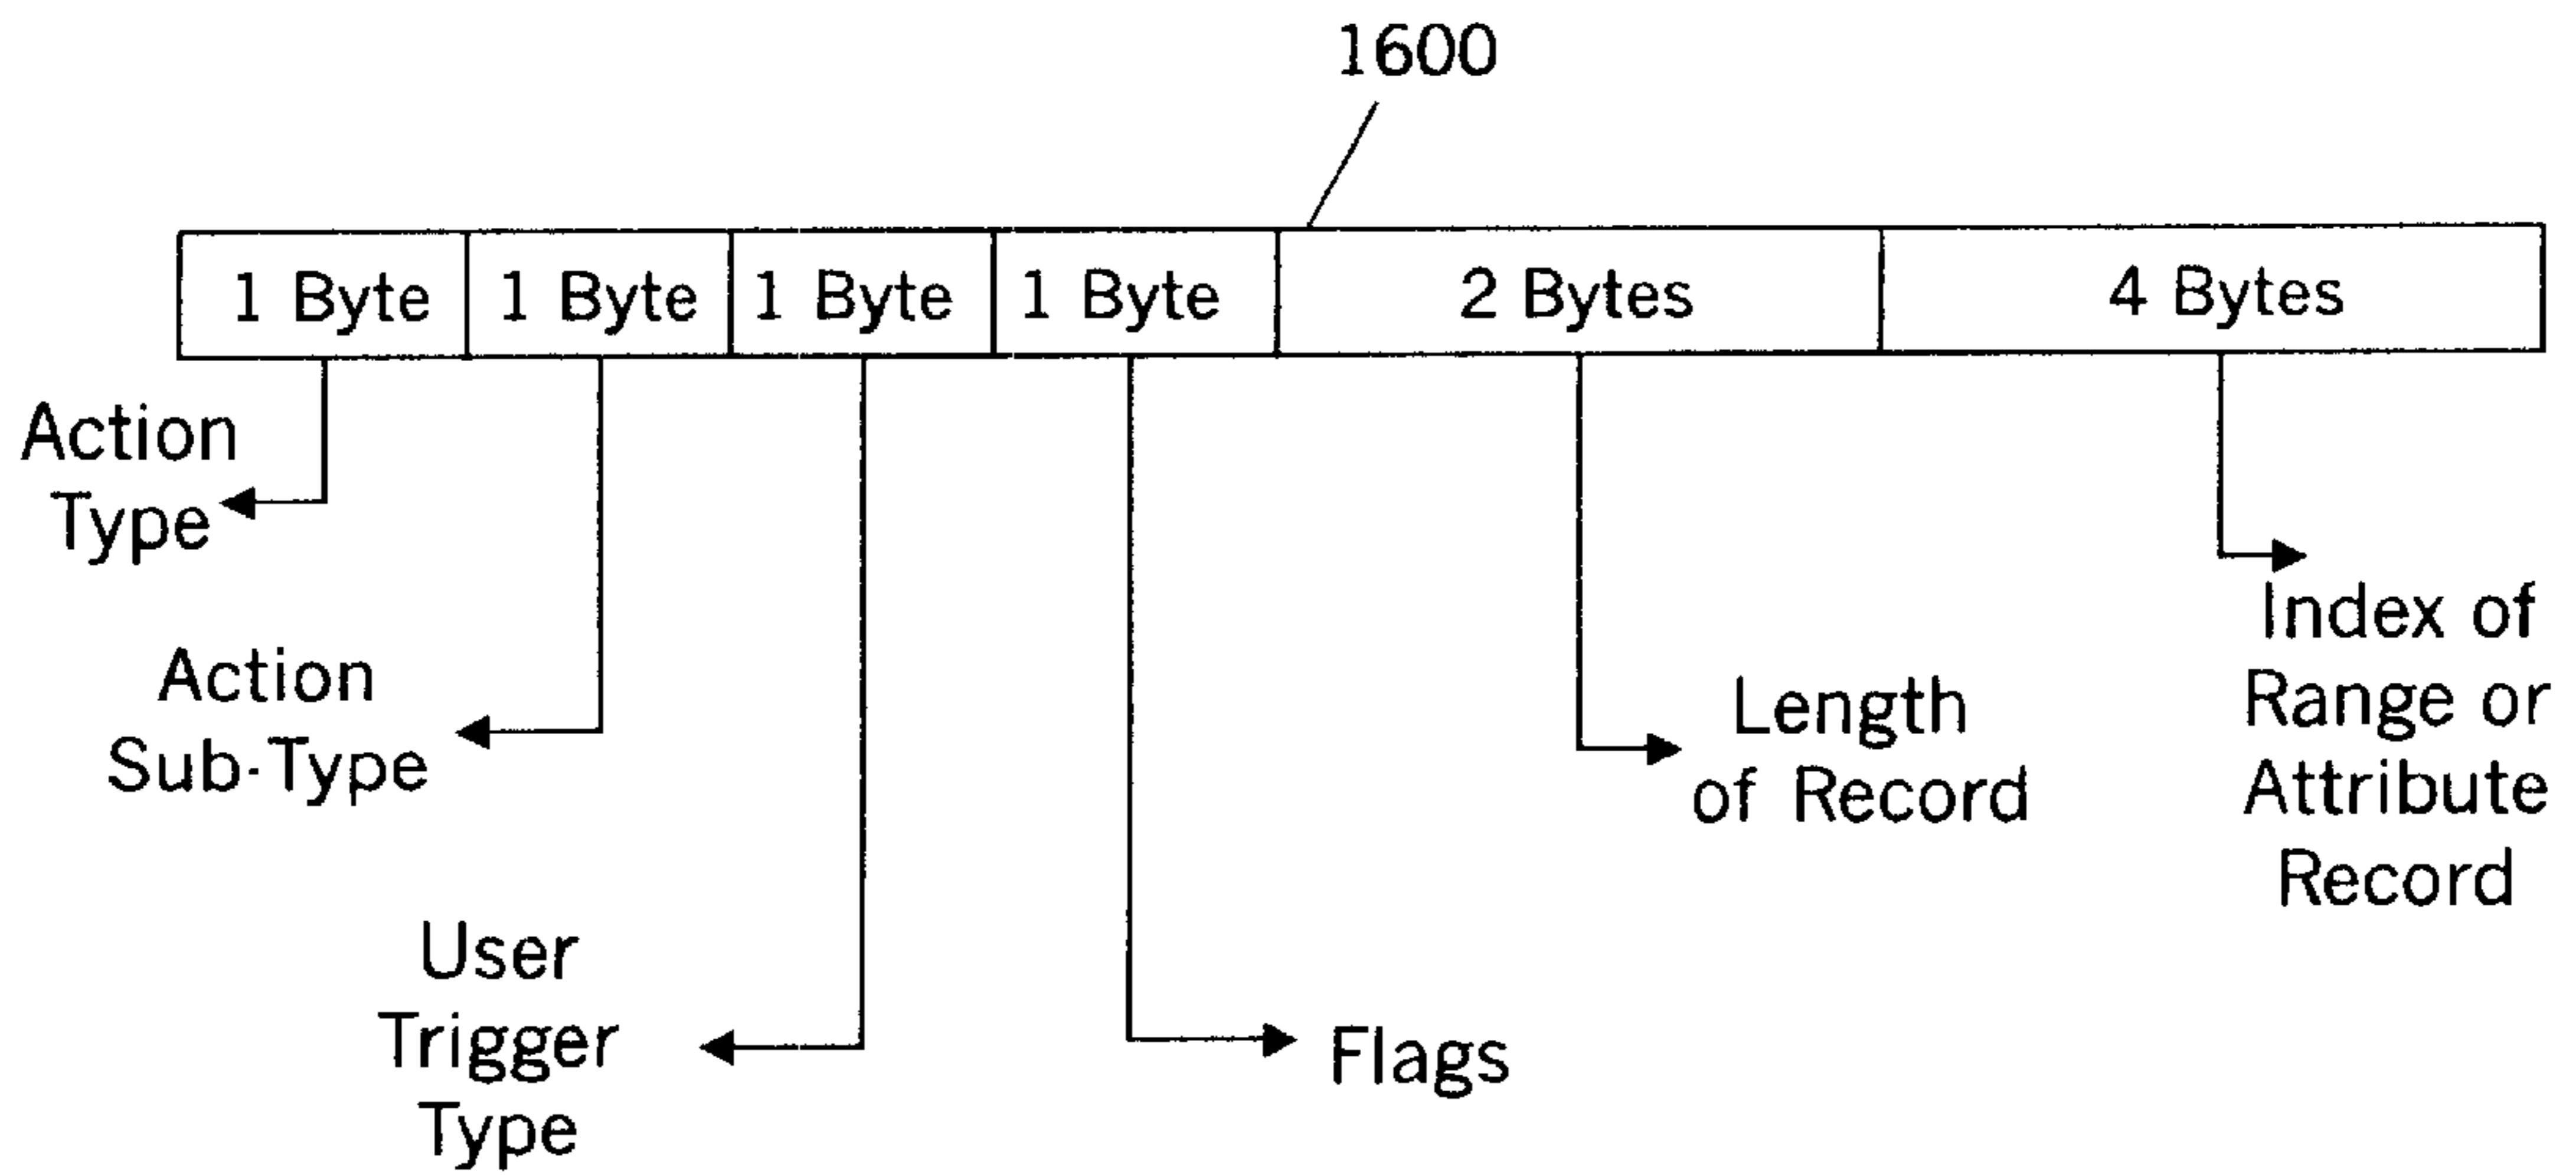 1600
1 Byte 1 Byte 1 Byte 1 Byte 2 Bytes 4 Bytes
Action
Type
Action
Sub-Type
User
Trigger
Type
Flags
Length
of Record
Index of
Range or
Attribute
Record